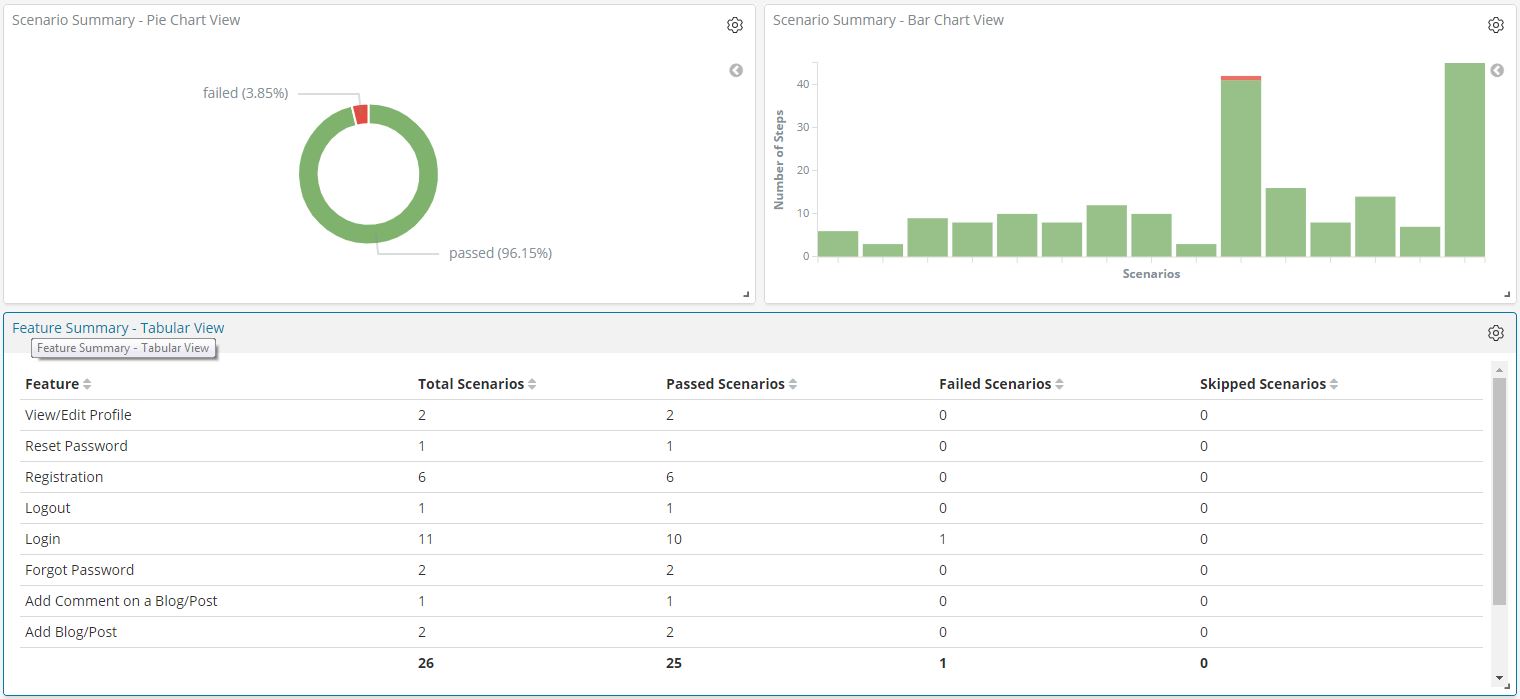 Scenario Summary - Pie Chart View
failed (3.85%)
passed (96.15%)
Scenario Summary - Bar Chart View
Number of Steps
40
30
20
10
0
Scenarios
Feature Summary - Tabular View
Feature Summary - Tabular View
Feature Total Scenarios Passed Scenarios Failed Scenarios Skipped Scenarios
View/Edit Profile 2 2 0 0
Reset Password 1 1 0 0
Registration 6 6 0 0
Logout 1 1 0 0
Login 11 10 1 0
Forgot Password 2 2 0 0
Add Comment on a Blog/Post 1 1 0 0
Add Blog/Post 2 2 0 0
26 25 1 0